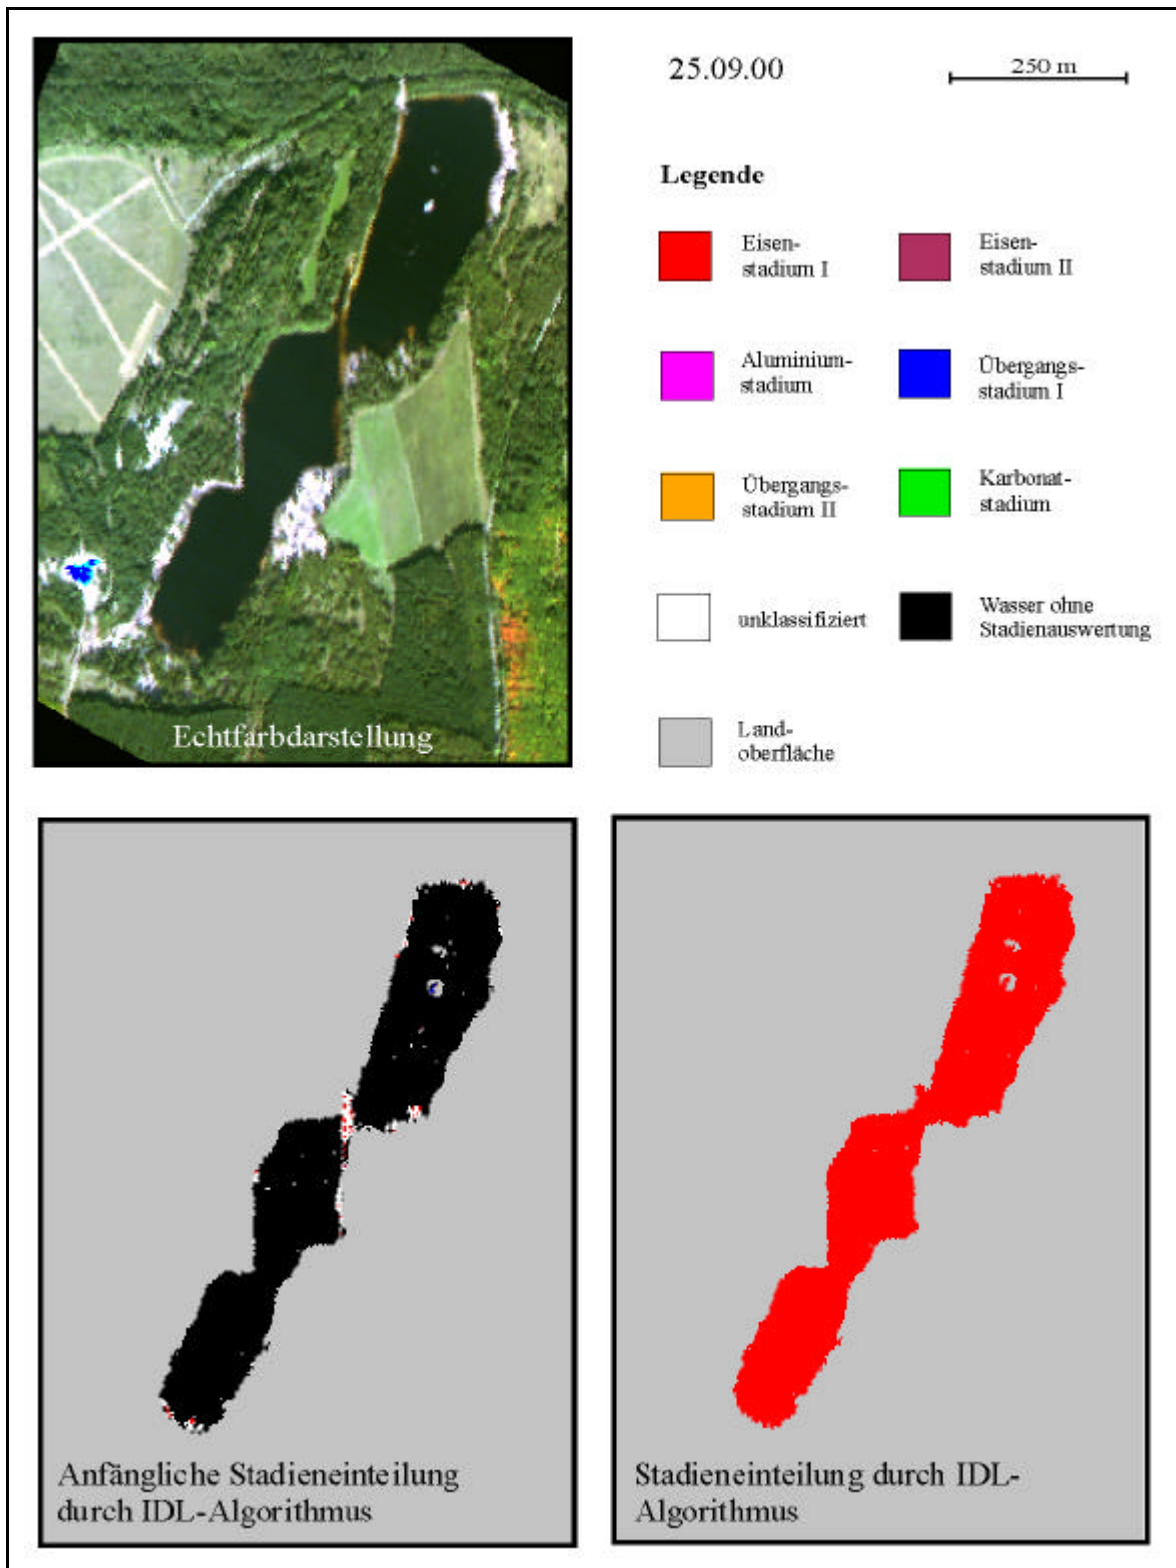 25.09.00
250 m
Legende
Eisen-
stadium I
Eisen-
stadium II
Aluminium-
stadium
Übergangs-
stadium I
Übergangs-
stadium II
Karbonat-
stadium
unklassifiziert
Wasser ohne
Stadienauswertung
Land-
oberfläche
Echtfarbdarstellung
Anfängliche Stadieneinteilung
durch IDL-Algorithmus
Stadieneinteilung durch IDL-
Algorithmus